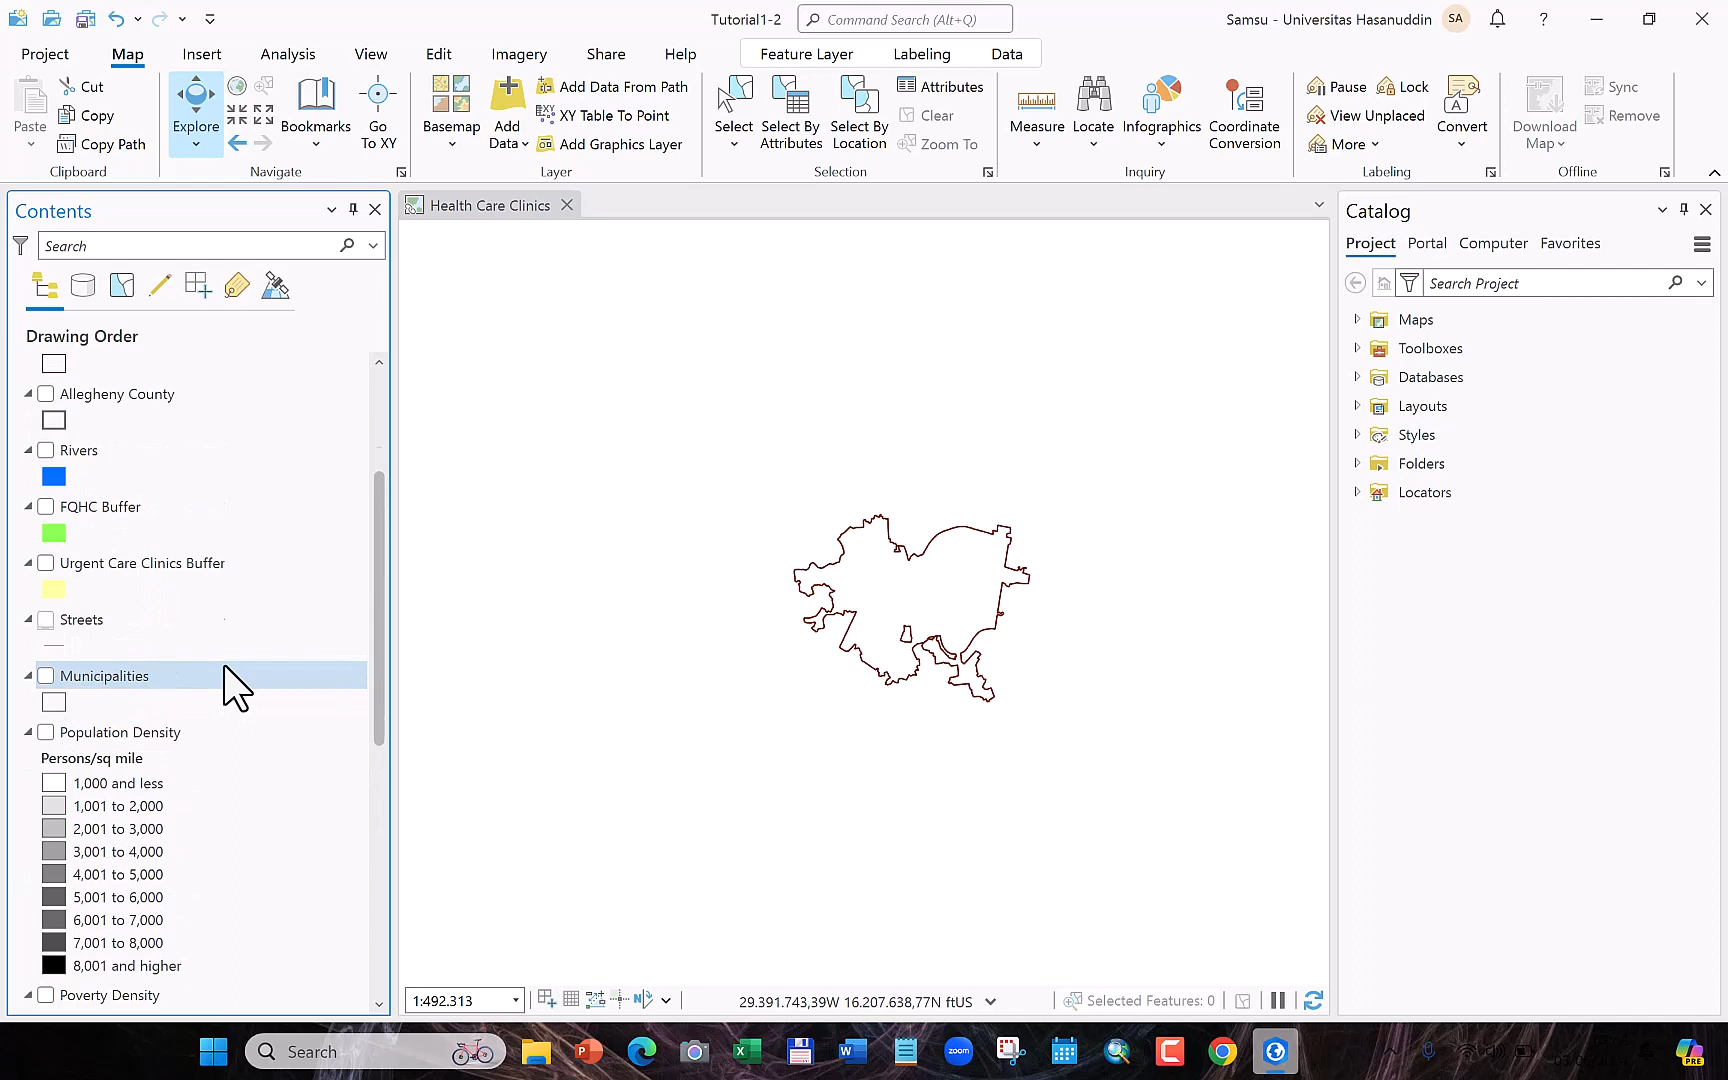 Tutorial1-2
Command Search (Alt+Q)
Samsu - Universitas Hasanuddin
SA
?
Project
Map
Insert
Analysis
View
Edit
Imagery
Share
Help
Feature Layer
Labeling
Data
Paste
Cut
Copy
Copy Path
Clipboard
Explore
Bookmarks
Go To XY
Navigate
Basemap
Add Data
Add Data From Path
XY Table To Point
Add Graphics Layer
Layer
Select
Select By Attributes
Select By Location
Attributes
Clear
Zoom To
Selection
Measure
Locate
Infographics
Coordinate Conversion
Inquiry
Pause
Lock
View Unplaced
More
Convert
Labeling
Download Map
Sync
Remove
Offline
Contents
Search
Drawing Order
Allegheny County
Rivers
FQHC Buffer
Urgent Care Clinics Buffer
Streets
Municipalities
Population Density
Persons/sq mile
1,000 and less
1,001 to 2,000
2,001 to 3,000
3,001 to 4,000
4,001 to 5,000
5,001 to 6,000
6,001 to 7,000
7,001 to 8,000
8,001 and higher
Poverty Density
Health Care Clinics
1:492.313
29.391.743,39W 16.207.638,77N ftUS
Selected Features: 0
Catalog
Project
Portal
Computer
Favorites
Search Project
Maps
Toolboxes
Databases
Layouts
Styles
Folders
Locators
Search
zoom
PRE